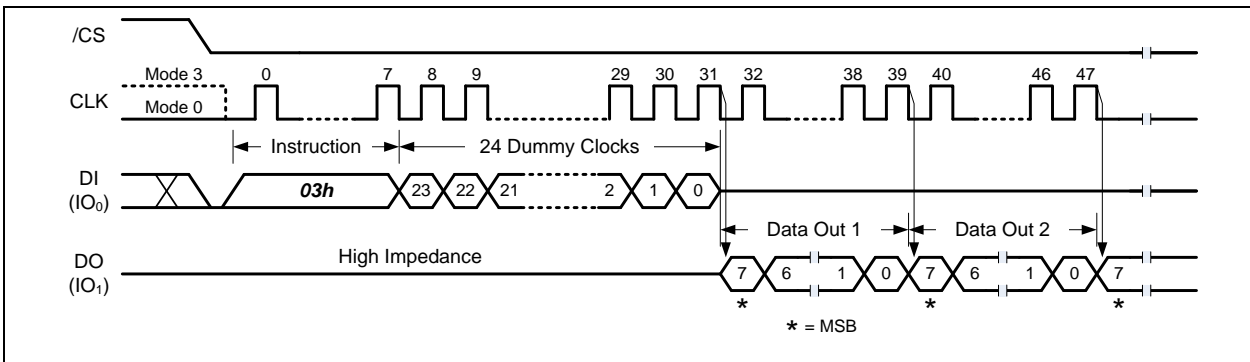 /CS
Mode 3 0 7 8 9 29 30 31 32 38 39 40 46 47
CLK
Mode 0
Instruction 24 Dummy Clocks
DI
(IO₀)
03h 23 22 21 2 1 0
Data Out 1 Data Out 2
High Impedance
DO
(IO₁)
7 6 1 0 7 6 1 0 7
* * *
* = MSB